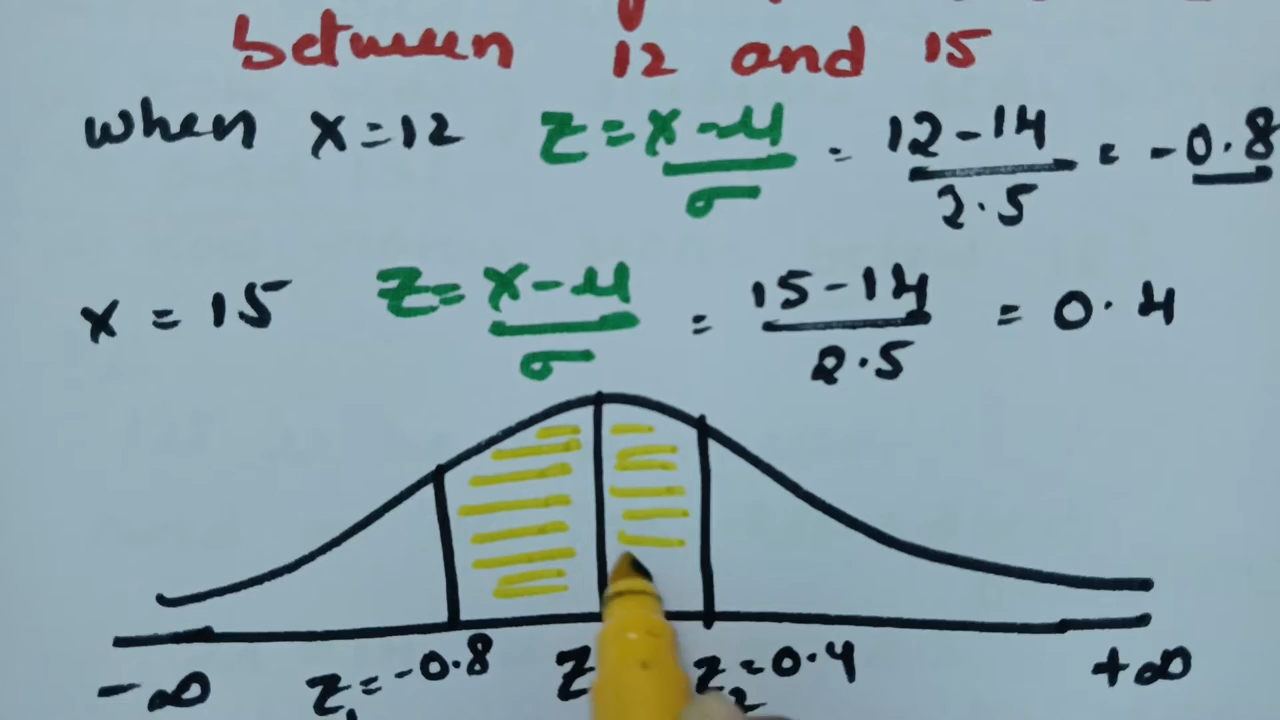 between 12 and 15
when x=12 z = x-μ/σ = 12-14/2.5 = -0.8
x = 15 z = x-μ/σ = 15-14/2.5 = 0.4
-∞ z₁=-0.8 z z₂=0.4 +∞